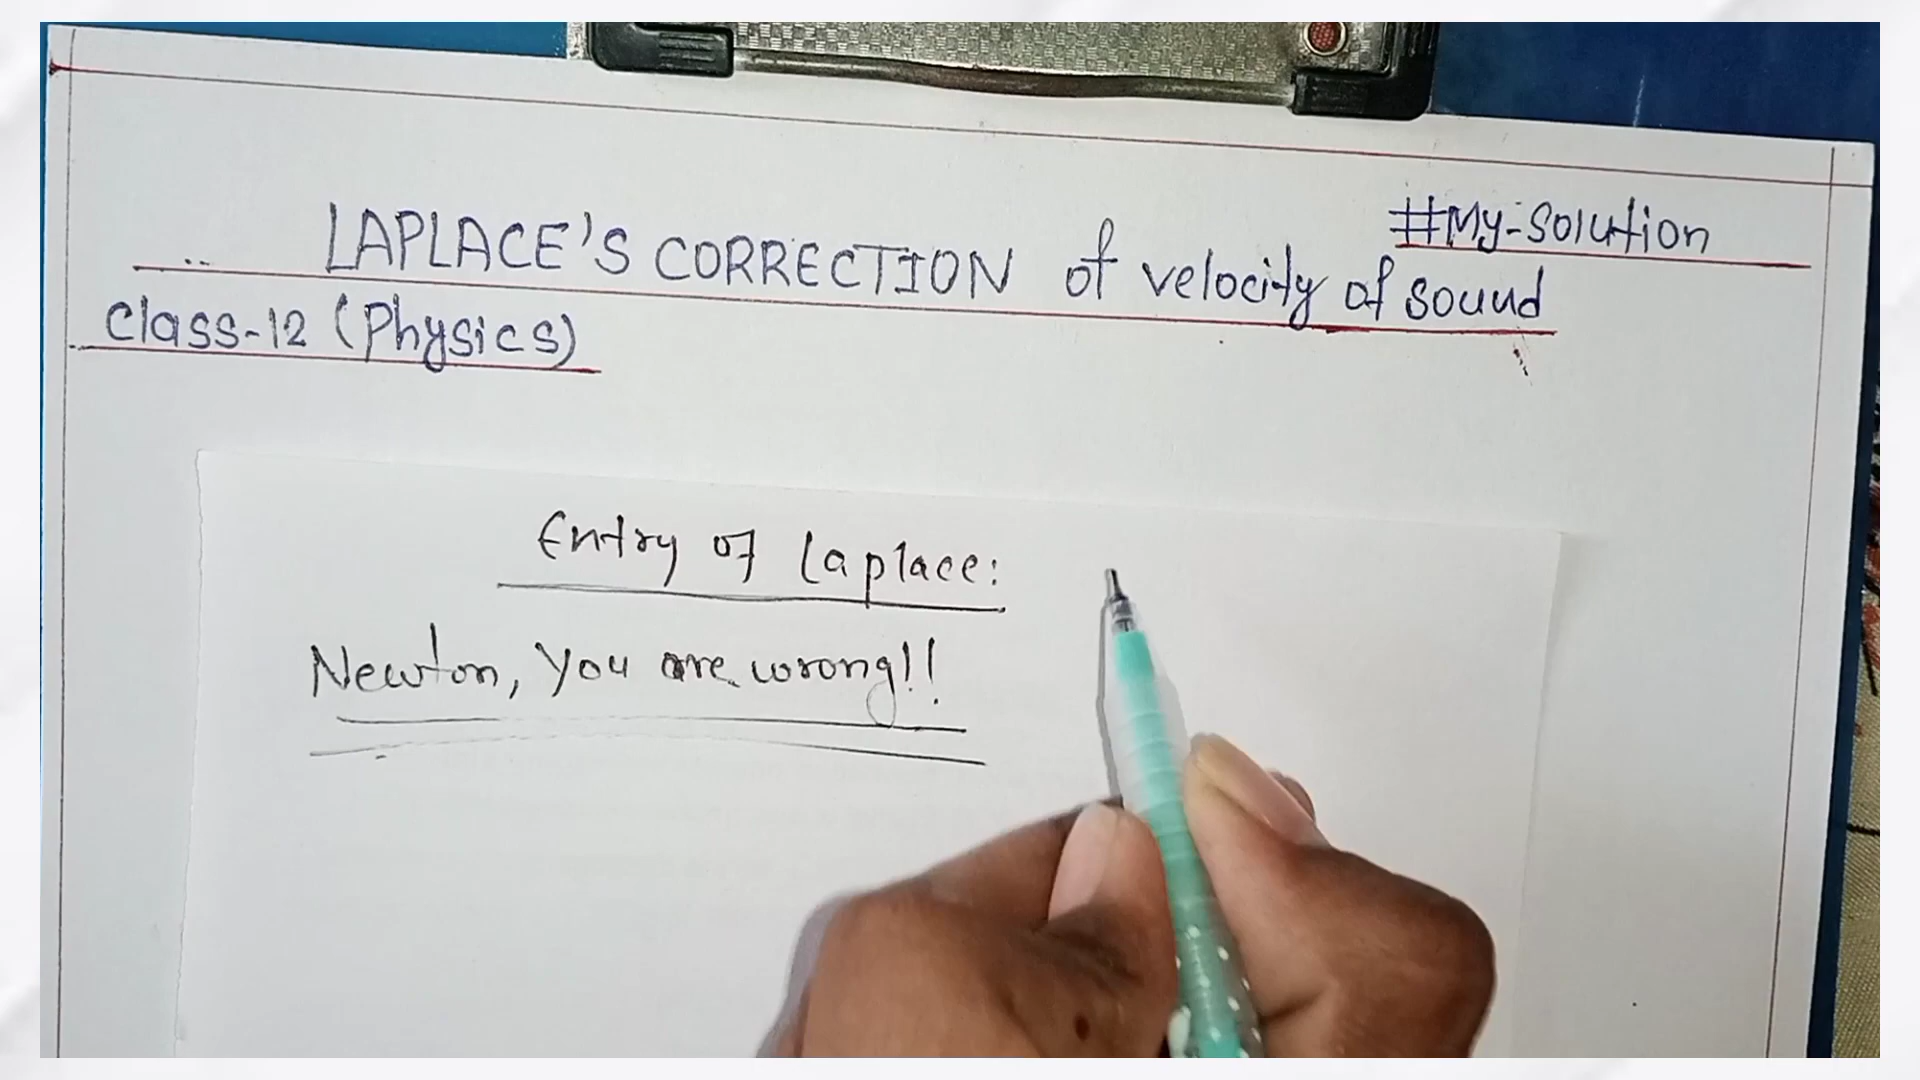 #My-Solution
LAPLACE'S CORRECTION of velocity of sound
class-12 (Physics)
Entry of Laplace:
Newton, You are wrong!!